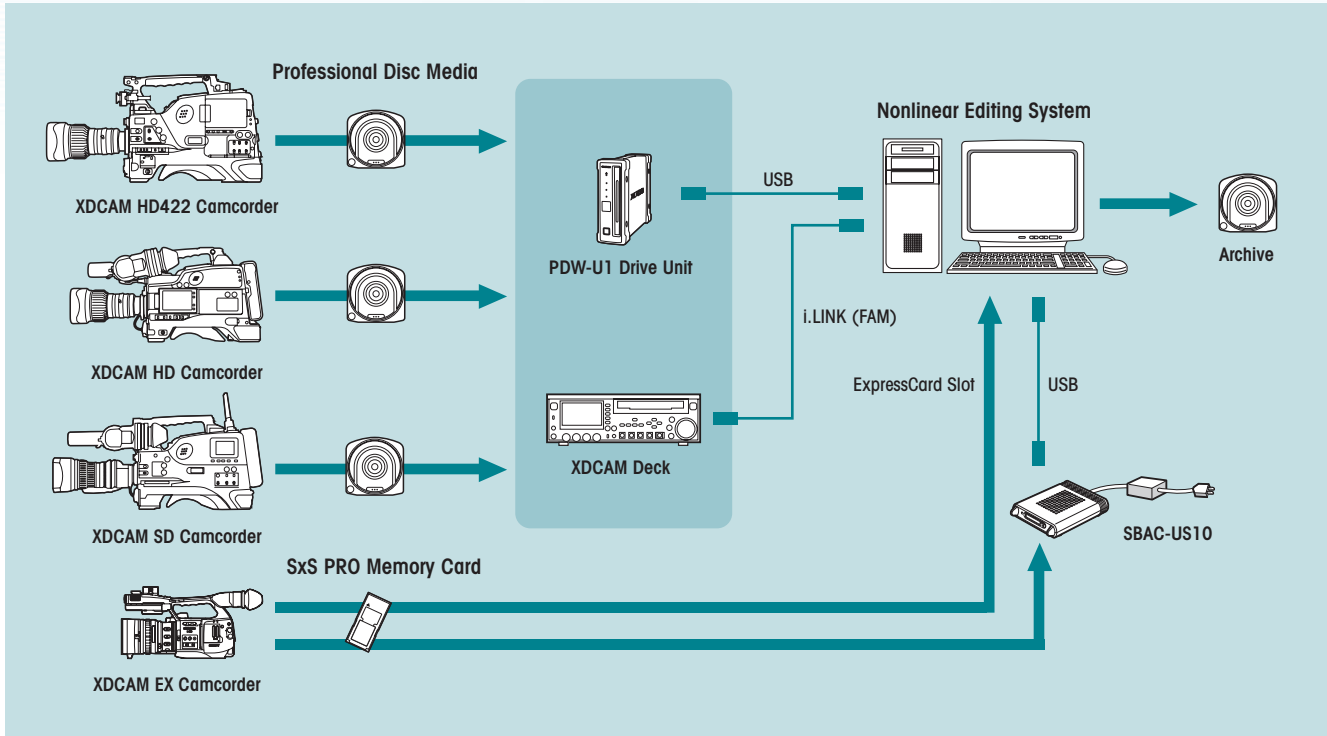 Professional Disc Media
XDCAM HD422 Camcorder
XDCAM HD Camcorder
XDCAM SD Camcorder
SxS PRO Memory Card
XDCAM EX Camcorder
PDW-U1 Drive Unit
XDCAM Deck
USB
i.LINK (FAM)
Nonlinear Editing System
Archive
ExpressCard Slot
USB
SBAC-US10